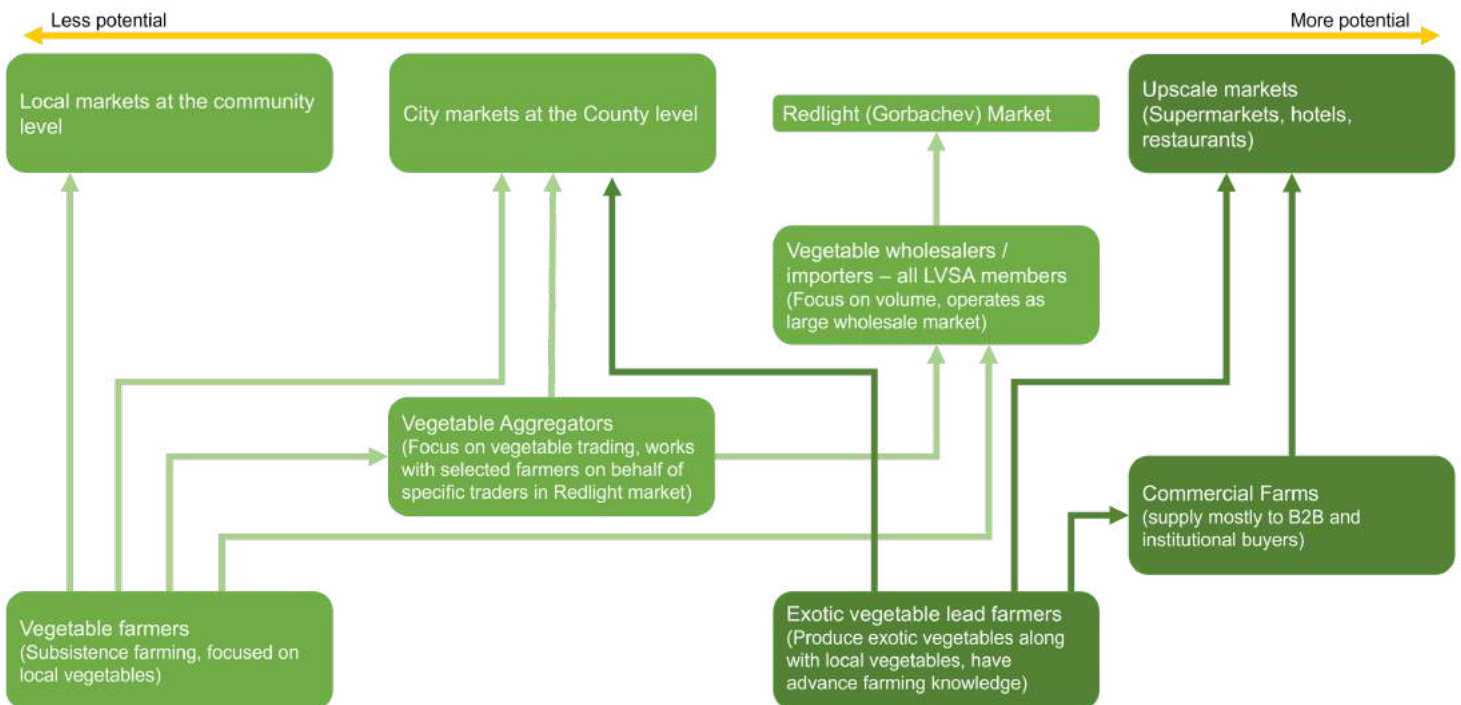 Less potential
More potential
Local markets at the community
level
City markets at the County level
Redlight (Gorbachev) Market
Upscale markets
(Supermarkets, hotels,
restaurants)
Vegetable wholesalers /
importers – all LVSA members
(Focus on volume, operates as
large wholesale market)
Vegetable Aggregators
(Focus on vegetable trading, works
with selected farmers on behalf of
specific traders in Redlight market)
Commercial Farms
(supply mostly to B2B and
institutional buyers)
Vegetable farmers
(Subsistence farming, focused on
local vegetables)
Exotic vegetable lead farmers
(Produce exotic vegetables along
with local vegetables, have
advance farming knowledge)